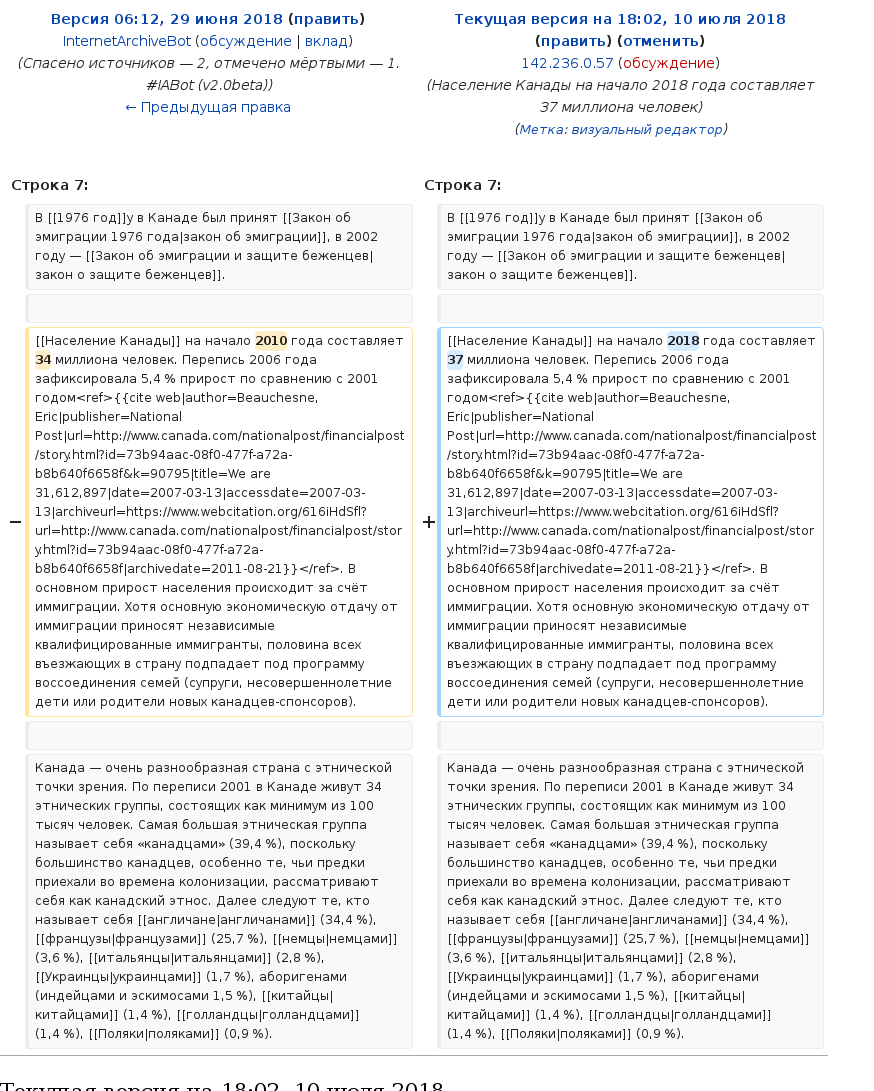 Версия 06:12, 29 июня 2018 (править)
InternetArchiveBot (обсуждение | вклад)
(Спасено источников — 2, отмечено мёртвыми — 1.
#IABot (v2.0beta))
← Предыдущая правка
Текущая версия на 18:02, 10 июля 2018
(править) (отменить)
142.236.0.57 (обсуждение)
(Население Канады на начало 2018 года составляет
37 миллиона человек)
(Метка: визуальный редактор)
Строка 7:
Строка 7:
В [[1976 год]]у в Канаде был принят [[Закон об
эмиграции 1976 года|закон об эмиграции]], в 2002
году — [[Закон об эмиграции и защите беженцев|
закон о защите беженцев]].
В [[1976 год]]у в Канаде был принят [[Закон об
эмиграции 1976 года|закон об эмиграции]], в 2002
году — [[Закон об эмиграции и защите беженцев|
закон о защите беженцев]].
−
[[Население Канады]] на начало 2010 года составляет
34 миллиона человек. Перепись 2006 года
зафиксировала 5,4 % прирост по сравнению с 2001
годом<ref>{{cite web|author=Beauchesne,
Eric|publisher=National
Post|url=http://www.canada.com/nationalpost/financialpost
/story.html?id=73b94aac-08f0-477f-a72a-
b8b640f6658f&k=90795|title=We are
31,612,897|date=2007-03-13|accessdate=2007-03-
13|archiveurl=https://www.webcitation.org/616iHdSfl?
url=http://www.canada.com/nationalpost/financialpost/stor
y.html?id=73b94aac-08f0-477f-a72a-
b8b640f6658f|archivedate=2011-08-21}}</ref>. В
основном прирост населения происходит за счёт
иммиграции. Хотя основную экономическую отдачу от
иммиграции приносят независимые
квалифицированные иммигранты, половина всех
въезжающих в страну подпадает под программу
воссоединения семей (супруги, несовершеннолетние
дети или родители новых канадцев-спонсоров).
+
[[Население Канады]] на начало 2018 года составляет
37 миллиона человек. Перепись 2006 года
зафиксировала 5,4 % прирост по сравнению с 2001
годом<ref>{{cite web|author=Beauchesne,
Eric|publisher=National
Post|url=http://www.canada.com/nationalpost/financialpost
/story.html?id=73b94aac-08f0-477f-a72a-
b8b640f6658f&k=90795|title=We are
31,612,897|date=2007-03-13|accessdate=2007-03-
13|archiveurl=https://www.webcitation.org/616iHdSfl?
url=http://www.canada.com/nationalpost/financialpost/stor
y.html?id=73b94aac-08f0-477f-a72a-
b8b640f6658f|archivedate=2011-08-21}}</ref>. В
основном прирост населения происходит за счёт
иммиграции. Хотя основную экономическую отдачу от
иммиграции приносят независимые
квалифицированные иммигранты, половина всех
въезжающих в страну подпадает под программу
воссоединения семей (супруги, несовершеннолетние
дети или родители новых канадцев-спонсоров).
Канада — очень разнообразная страна с этнической
точки зрения. По переписи 2001 в Канаде живут 34
этнических группы, состоящих как минимум из 100
тысяч человек. Самая большая этническая группа
называет себя «канадцами» (39,4 %), поскольку
большинство канадцев, особенно те, чьи предки
приехали во времена колонизации, рассматривают
себя как канадский этнос. Далее следуют те, кто
называет себя [[англичане|англичанами]] (34,4 %),
[[французы|французами]] (25,7 %), [[немцы|немцами]]
(3,6 %), [[итальянцы|итальянцами]] (2,8 %),
[[Украинцы|украинцами]] (1,7 %), аборигенами
(индейцами и эскимосами 1,5 %), [[китайцы|
китайцами]] (1,4 %), [[голландцы|голландцами]]
(1,4 %), [[Поляки|поляками]] (0,9 %).
Канада — очень разнообразная страна с этнической
точки зрения. По переписи 2001 в Канаде живут 34
этнических группы, состоящих как минимум из 100
тысяч человек. Самая большая этническая группа
называет себя «канадцами» (39,4 %), поскольку
большинство канадцев, особенно те, чьи предки
приехали во времена колонизации, рассматривают
себя как канадский этнос. Далее следуют те, кто
называет себя [[англичане|англичанами]] (34,4 %),
[[французы|французами]] (25,7 %), [[немцы|немцами]]
(3,6 %), [[итальянцы|итальянцами]] (2,8 %),
[[Украинцы|украинцами]] (1,7 %), аборигенами
(индейцами и эскимосами 1,5 %), [[китайцы|
китайцами]] (1,4 %), [[голландцы|голландцами]]
(1,4 %), [[Поляки|поляками]] (0,9 %).
Текущая версия на 18:02, 10 июля 2018